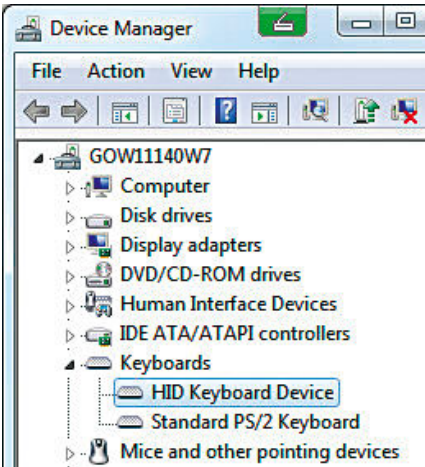 Device Manager
File Action View Help
GOW11140W7
Computer
Disk drives
Display adapters
DVD/CD-ROM drives
Human Interface Devices
IDE ATA/ATAPI controllers
Keyboards
HID Keyboard Device
Standard PS/2 Keyboard
Mice and other pointing devices